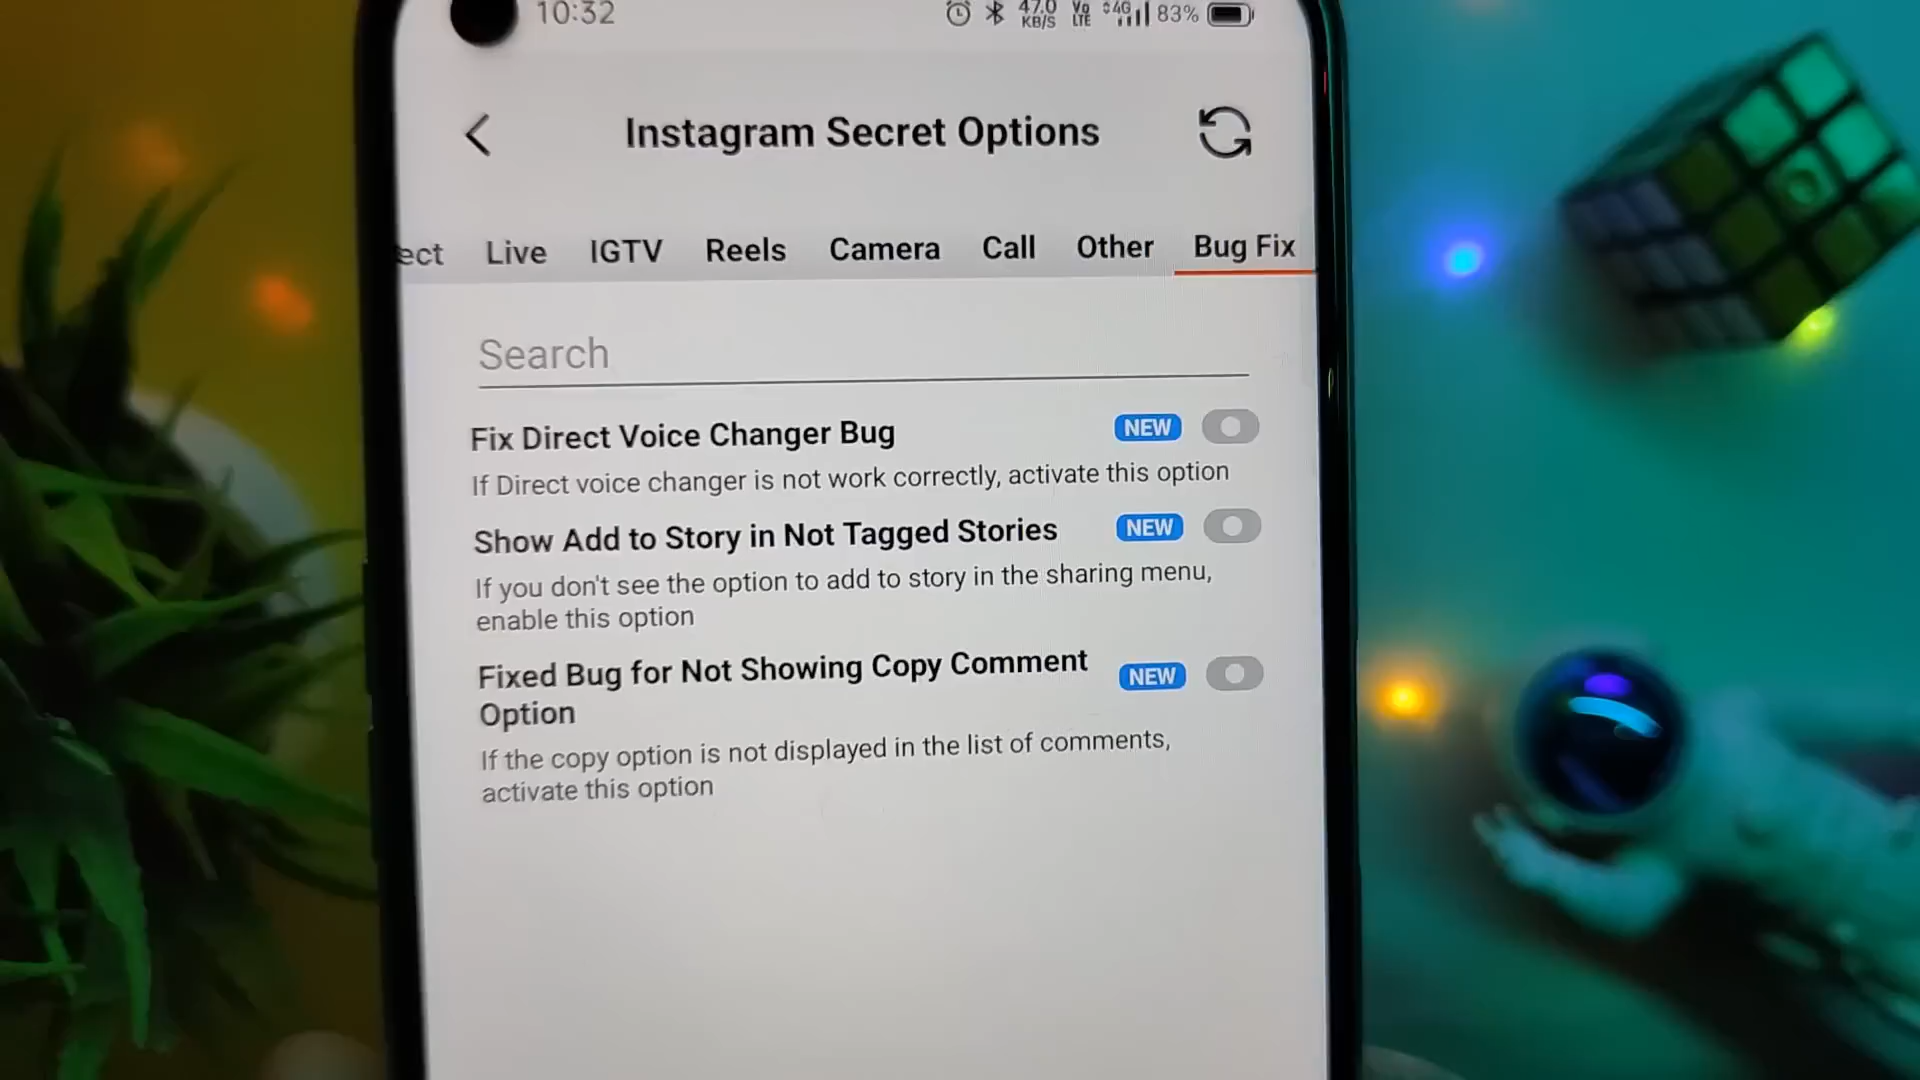 10:32 47.0 KB/S Vo LTE 4G 83%
Instagram Secret Options
ect Live IGTV Reels Camera Call Other Bug Fix
Search
Fix Direct Voice Changer Bug NEW
If Direct voice changer is not work correctly, activate this option
Show Add to Story in Not Tagged Stories NEW
If you don't see the option to add to story in the sharing menu,
enable this option
Fixed Bug for Not Showing Copy Comment NEW
Option
If the copy option is not displayed in the list of comments,
activate this option